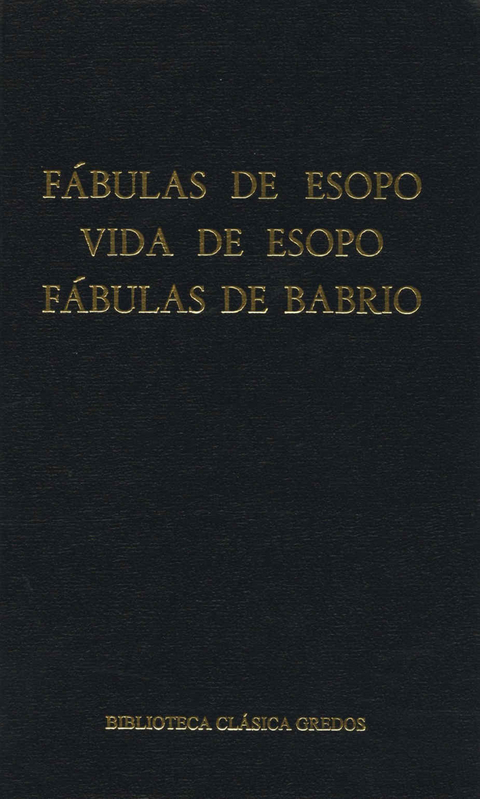 FÁBULAS DE ESOPO
VIDA DE ESOPO
FÁBULAS DE BABRIO
BIBLIOTECA CLÁSICA GREDOS